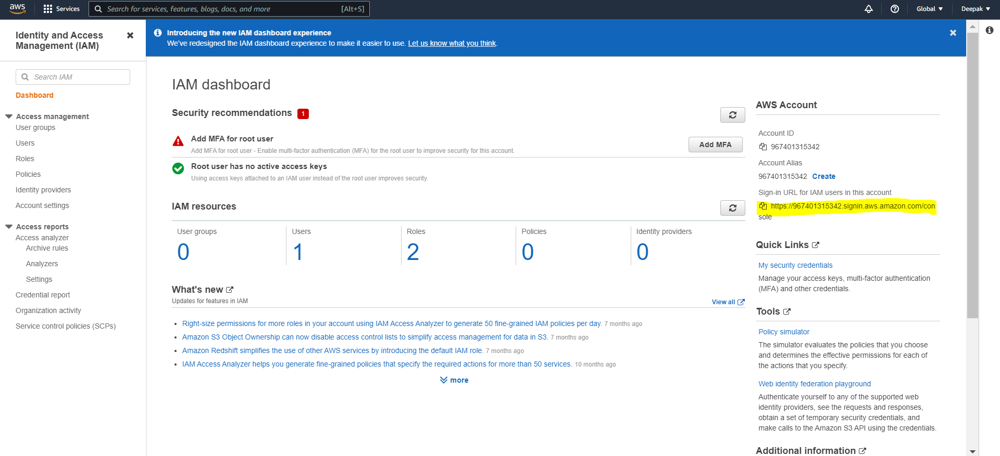 aws
Services
Search for services, features, blogs, docs, and more
[Alt+S]
Global
Deepak
Identity and Access
Management (IAM)
Search IAM
Dashboard
Access management
User groups
Users
Roles
Policies
Identity providers
Account settings
Access reports
Access analyzer
Archive rules
Analyzers
Settings
Credential report
Organization activity
Service control policies (SCPs)
Introducing the new IAM dashboard experience
We've redesigned the IAM dashboard experience to make it easier to use. Let us know what you think.
IAM dashboard
Security recommendations 1
Add MFA for root user
Add MFA for root user - Enable multi-factor authentication (MFA) for the root user to improve security for this account.
Add MFA
Root user has no active access keys
Using access keys attached to an IAM user instead of the root user improves security.
IAM resources
User groups
0
Users
1
Roles
2
Policies
0
Identity providers
0
What's new
Updates for features in IAM
View all
Right-size permissions for more roles in your account using IAM Access Analyzer to generate 50 fine-grained IAM policies per day. 7 months ago
Amazon S3 Object Ownership can now disable access control lists to simplify access management for data in S3. 7 months ago
Amazon Redshift simplifies the use of other AWS services by introducing the default IAM role. 7 months ago
IAM Access Analyzer helps you generate fine-grained policies that specify the required actions for more than 50 services. 10 months ago
more
AWS Account
Account ID
967401315342
Account Alias
967401315342 Create
Sign-in URL for IAM users in this account
https://967401315342.signin.aws.amazon.com/con
sole
Quick Links
My security credentials
Manage your access keys, multi-factor authentication
(MFA) and other credentials.
Tools
Policy simulator
The simulator evaluates the policies that you choose
and determines the effective permissions for each of
the actions that you specify.
Web identity federation playground
Authenticate yourself to any of the supported web
identity providers, see the requests and responses,
obtain a set of temporary security credentials, and
make calls to the Amazon S3 API using the credentials.
Additional information